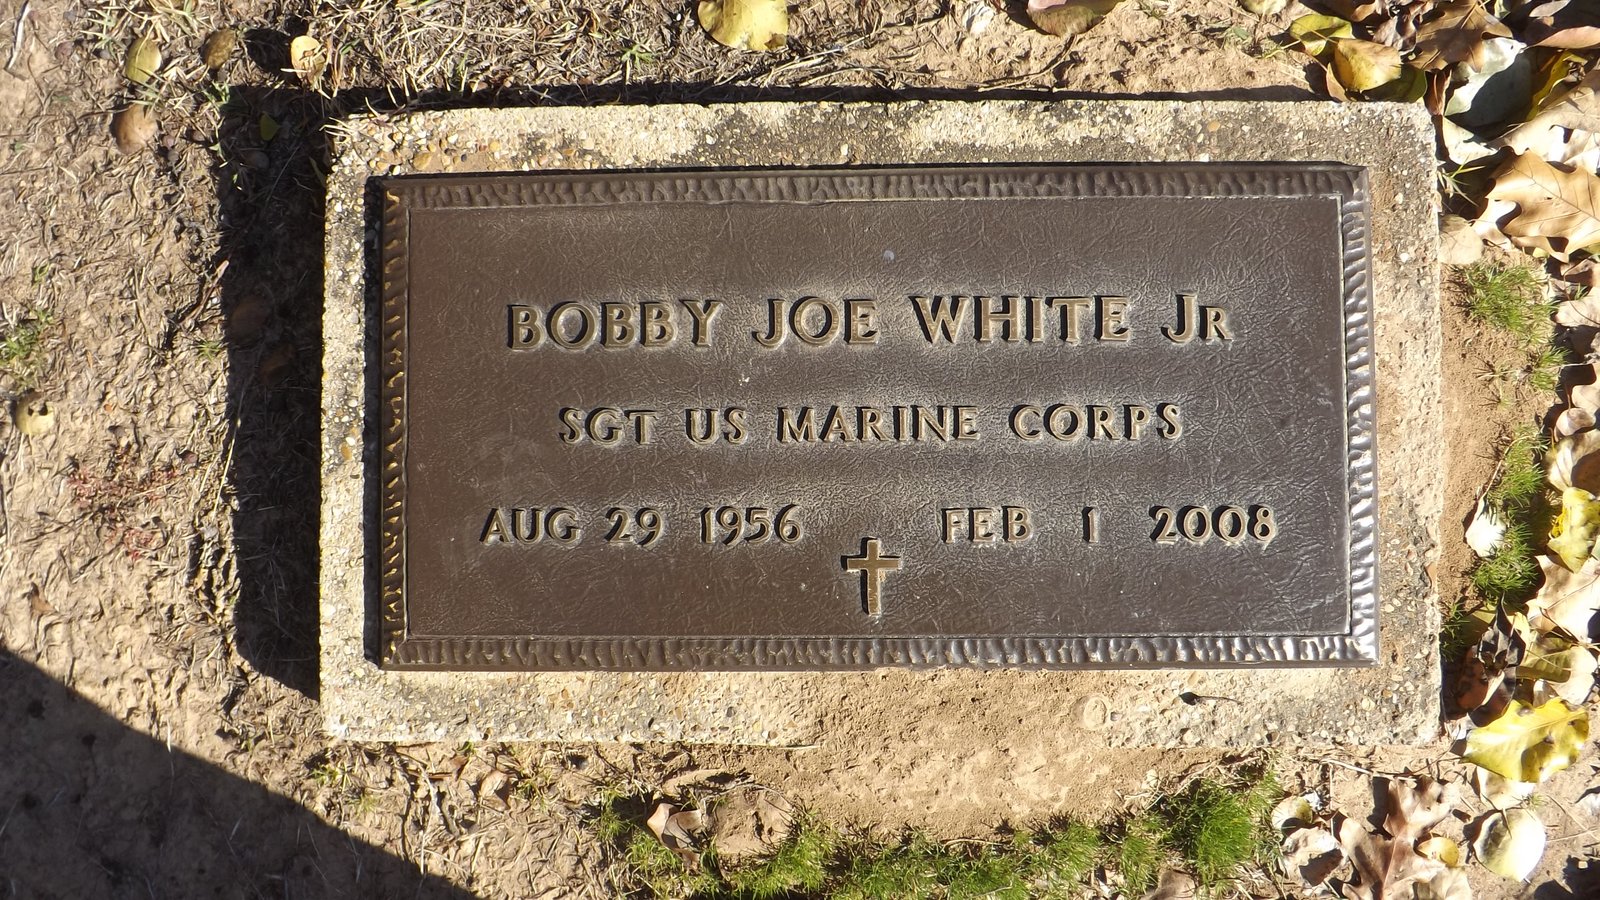 BOBBY JOE WHITE JR
SGT US MARINE CORPS
AUG 29 1956 FEB 1 2008